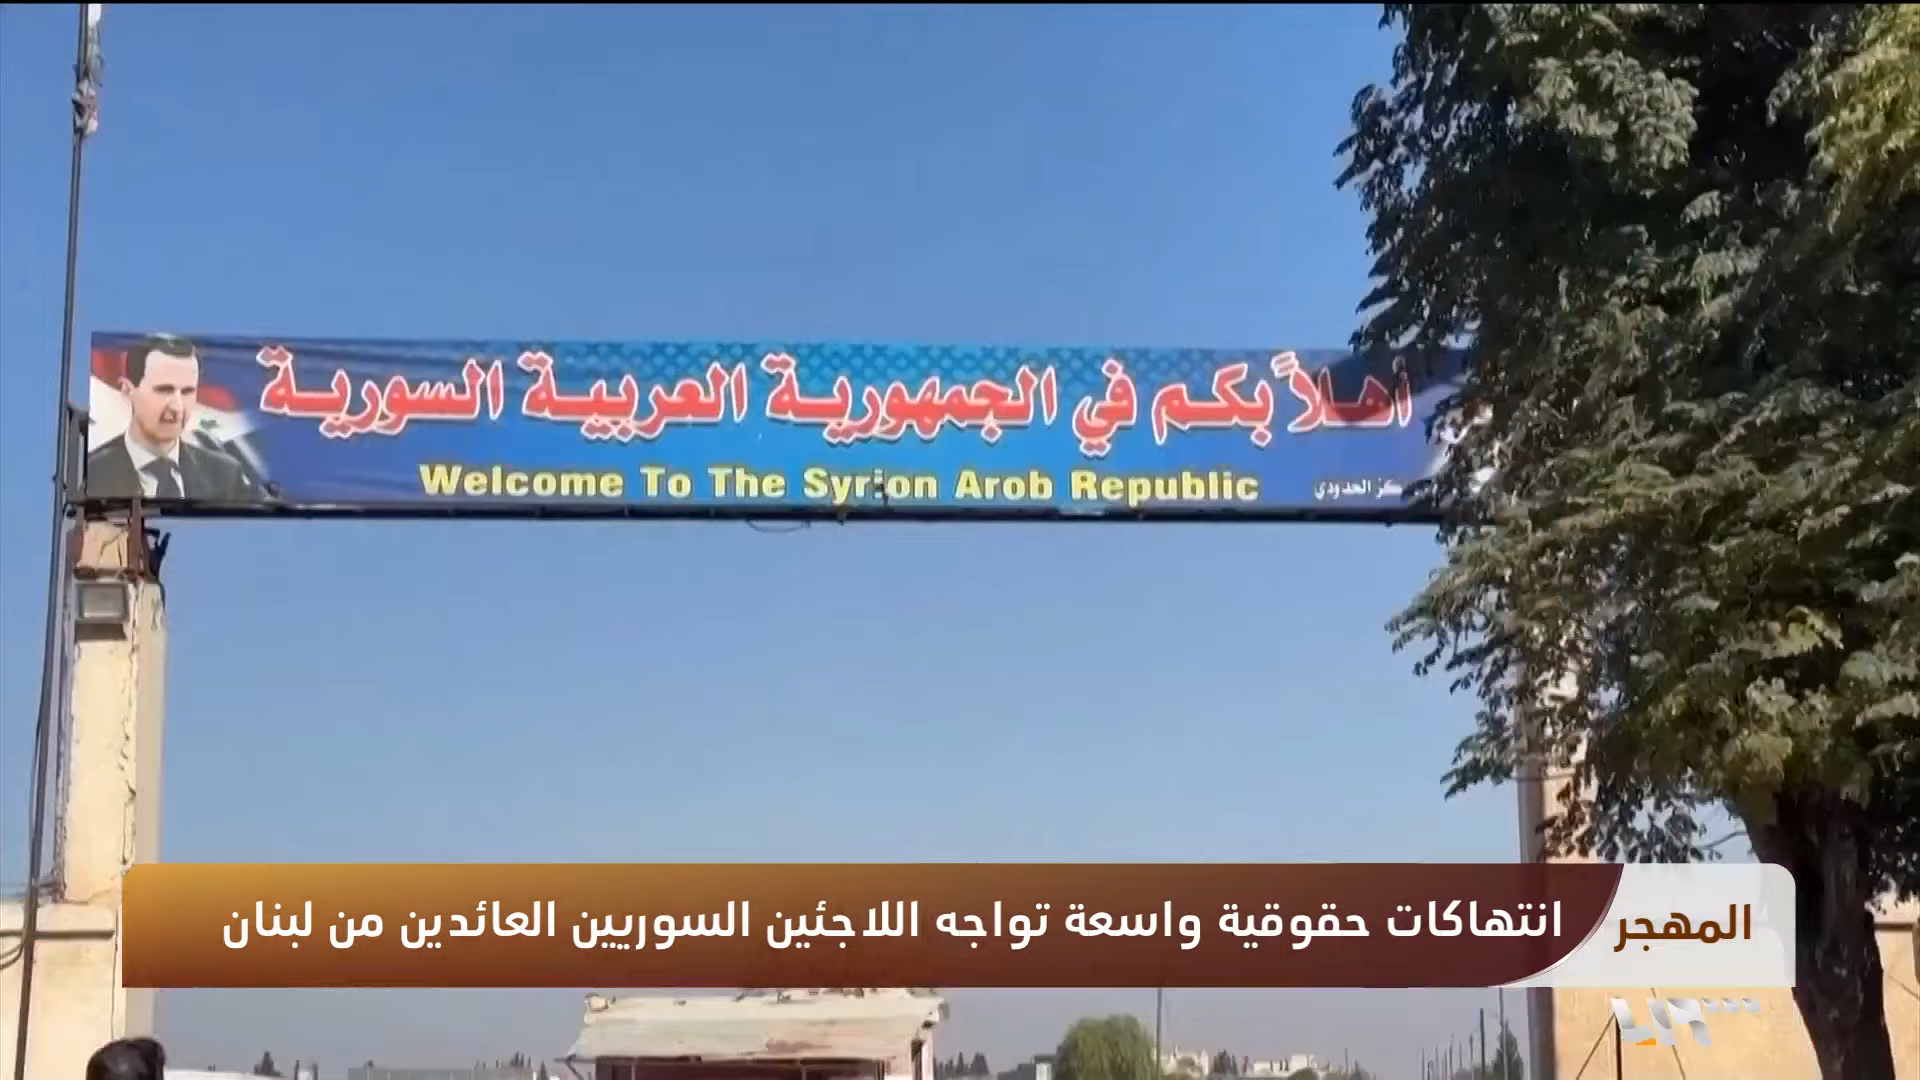 أهلاً بكم في الجمهورية العربية السورية
Welcome To The Syrion Arob Republic
الحدودي
المهجر
انتهاكات حقوقية واسعة تواجه اللاجئين السوريين العائدين من لبنان